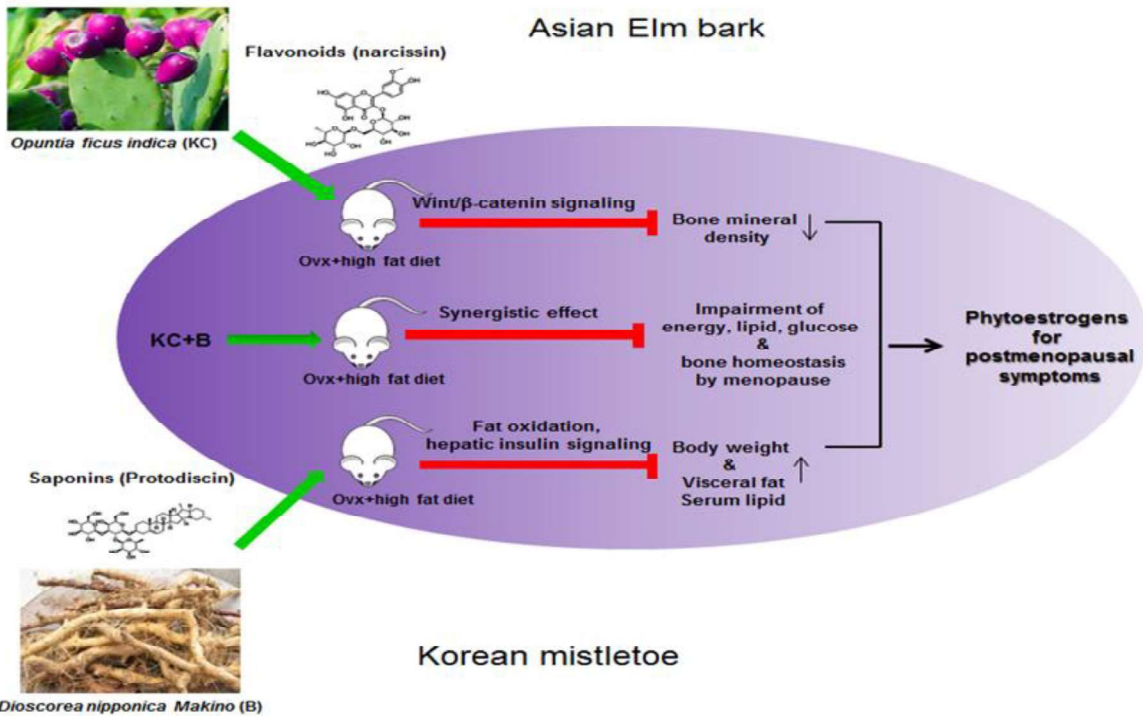 Asian Elm bark
Flavonoids (narcissin)
Opuntia ficus indica (KC)
Wint/β-catenin signaling
Bone mineral
density ↓
Ovx+high fat diet
KC+B
Synergistic effect
Impairment of
energy, lipid, glucose
&
bone homeostasis
by menopause
Ovx+high fat diet
Phytoestrogens
for
postmenopausal
symptoms
Fat oxidation,
hepatic insulin signaling
Body weight
&
Visceral fat ↑
Serum lipid
Ovx+high fat diet
Saponins (Protodiscin)
Korean mistletoe
Dioscorea nipponica Makino (B)